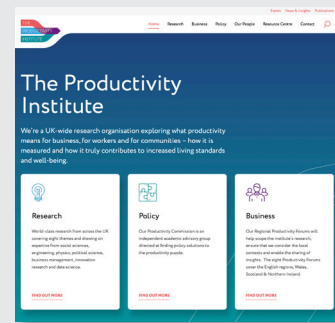 Events News & Insights Publications
THE
PRODUCTIVITY
INSTITUTE
Home Research Business Policy Our People Resource Centre Contact
The Productivity
Institute
We're a UK-wide research organisation exploring what productivity
means for business, for workers and for communities – how it is
measured and how it truly contributes to increased living standards
and well-being.
Research
World-class research from across the UK
covering eight themes and drawing on
expertise from social sciences,
engineering, physics, political science,
business management, innovation
research and data science.
FIND OUT MORE
Policy
Our Productivity Commission is an
independent academic advisory group
directed at finding policy solutions to
the productivity puzzle.
FIND OUT MORE
Business
Our Regional Productivity Forums will
help scope the institute's research,
ensure that we consider the local
contexts and enable the sharing of
insights. The eight Productivity Forums
cover the English regions, Wales,
Scotland & Northern Ireland.
FIND OUT MORE